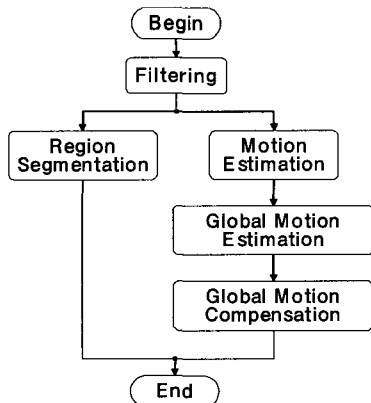 Begin
Filtering
Region
Segmentation
Motion
Estimation
Global Motion
Estimation
Global Motion
Compensation
End